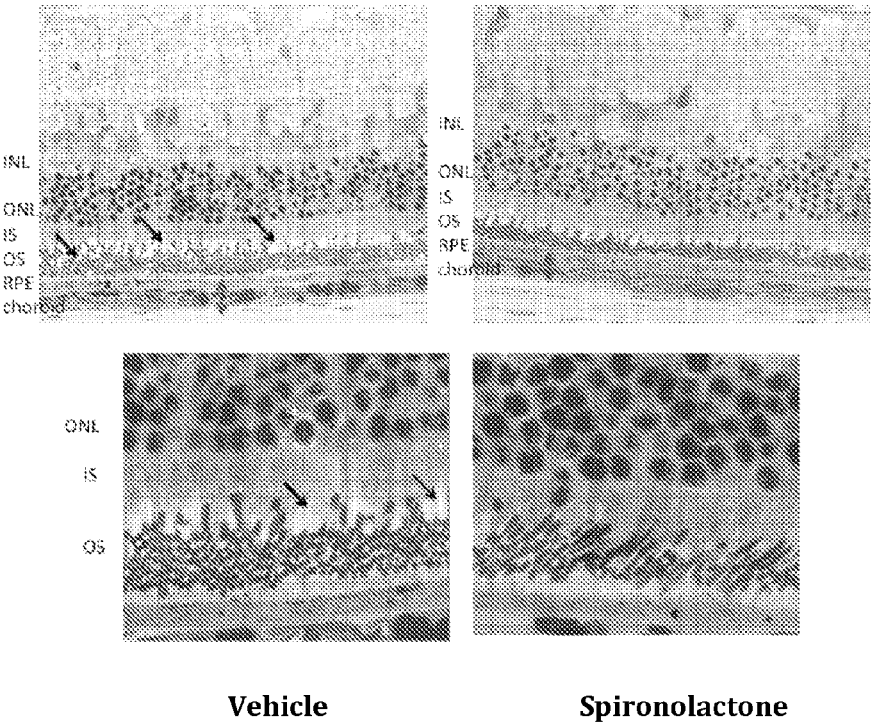 INL
ONL
IS
OS
RPE
choroid
INL
ONL
IS
OS
RPE
choroid
ONL
IS
OS
Vehicle
Spironolactone